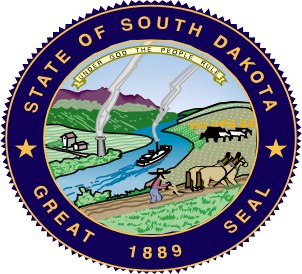 STATE OF SOUTH DAKOTA
UNDER GOD THE PEOPLE RULE
GREAT 1889 SEAL